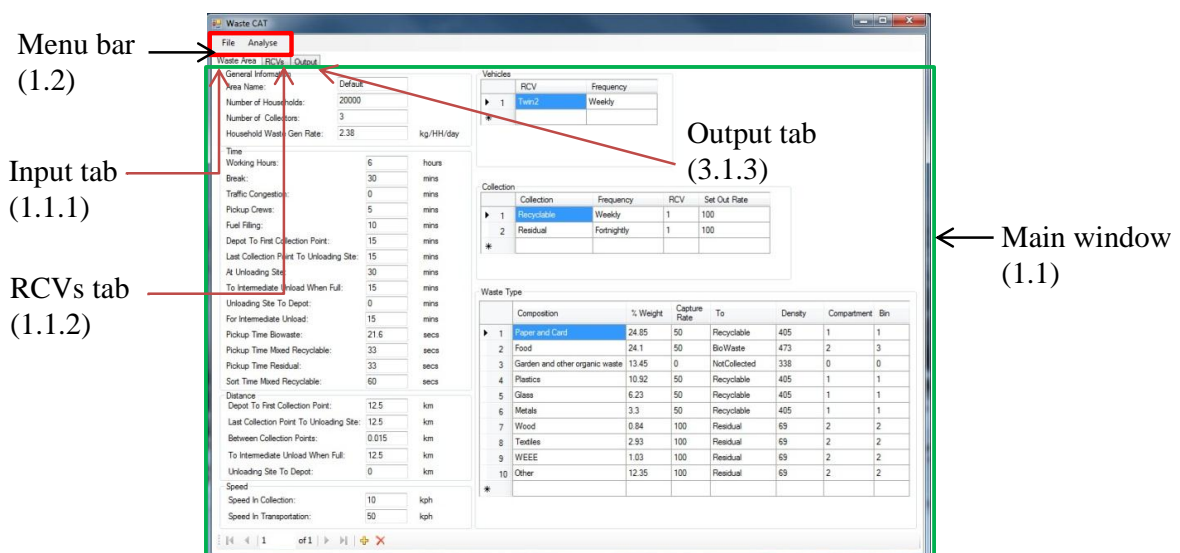 Waste CAT
File Analyse
Waste Area RCVs Output
Menu bar
(1.2)
Input tab
(1.1.1)
RCVs tab
(1.1.2)
Output tab
(3.1.3)
Main window
(1.1)
General Information
Area Name: Default
Number of Households: 20000
Number of Collectors: 3
Household Waste Gen Rate: 2.38 kg/HH/day
Time
Working Hours: 6 hours
Break: 30 mins
Traffic Congestion: 0 mins
Pickup Crews: 5 mins
Fuel Filling: 10 mins
Depot To First Collection Point: 15 mins
Last Collection Point To Unloading Site: 15 mins
At Unloading Site: 30 mins
To Intermediate Unload When Full: 15 mins
Unloading Site To Depot: 0 mins
For Intermediate Unload: 15 mins
Pickup Time Biowaste: 21.6 secs
Pickup Time Mixed Recyclable: 33 secs
Pickup Time Residual: 33 secs
Sort Time Mixed Recyclable: 60 secs
Distance
Depot To First Collection Point: 12.5 km
Last Collection Point To Unloading Site: 12.5 km
Between Collection Points: 0.015 km
To Intermediate Unload When Full: 12.5 km
Unloading Site To Depot: 0 km
Speed
Speed In Collection: 10 kph
Speed In Transportation: 50 kph
1 of 1
Vehicles
RCV Frequency
1 Twin2 Weekly
Collection
Collection Frequency RCV Set Out Rate
1 Recyclable Weekly 1 100
2 Residual Fortnightly 1 100
Waste Type
Composition % Weight Capture Rate To Density Compartment Bin
1 Paper and Card 24.85 50 Recyclable 405 1 1
2 Food 24.1 50 BioWaste 473 2 3
3 Garden and other organic waste 13.45 0 NotCollected 338 0 0
4 Plastics 10.92 50 Recyclable 405 1 1
5 Glass 6.23 50 Recyclable 405 1 1
6 Metals 3.3 50 Recyclable 405 1 1
7 Wood 0.84 100 Residual 69 2 2
8 Textiles 2.93 100 Residual 69 2 2
9 WEEE 1.03 100 Residual 69 2 2
10 Other 12.35 100 Residual 69 2 2